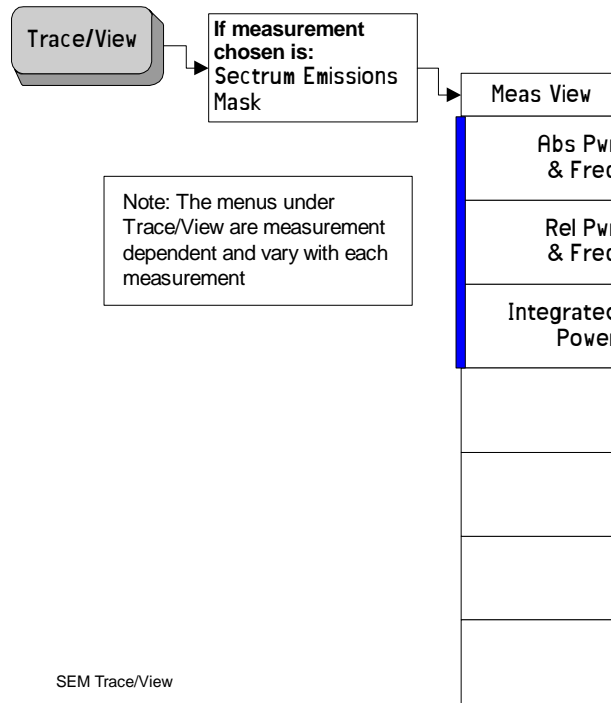 Trace/View
If measurement
chosen is:
Sectrum Emissions
Mask
Meas View
Abs Pwr
& Freq
Rel Pwr
& Freq
Integrated
Power
Note: The menus under
Trace/View are measurement
dependent and vary with each
measurement
SEM Trace/View